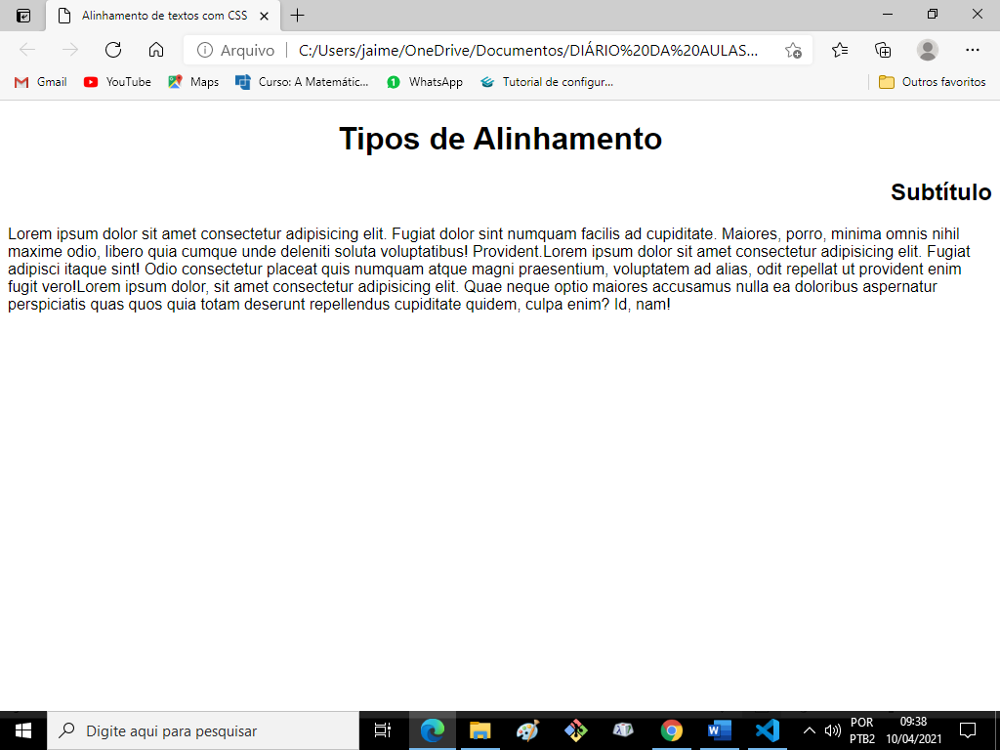 Alinhamento de textos com CSS
Arquivo | C:/Users/jaime/OneDrive/Documentos/DIÁRIO%20DA%20AULAS...
Gmail YouTube Maps Curso: A Matemátic... 1 WhatsApp Tutorial de configur... Outros favoritos
Tipos de Alinhamento
Subtítulo
Lorem ipsum dolor sit amet consectetur adipisicing elit. Fugiat dolor sint numquam facilis ad cupiditate. Maiores, porro, minima omnis nihil
maxime odio, libero quia cumque unde deleniti soluta voluptatibus! Provident.Lorem ipsum dolor sit amet consectetur adipisicing elit. Fugiat
adipisci itaque sint! Odio consectetur placeat quis numquam atque magni praesentium, voluptatem ad alias, odit repellat ut provident enim
fugit vero!Lorem ipsum dolor, sit amet consectetur adipisicing elit. Quae neque optio maiores accusamus nulla ea doloribus aspernatur
perspiciatis quas quos quia totam deserunt repellendus cupiditate quidem, culpa enim? Id, nam!
Digite aqui para pesquisar
POR 09:38
PTB2 10/04/2021